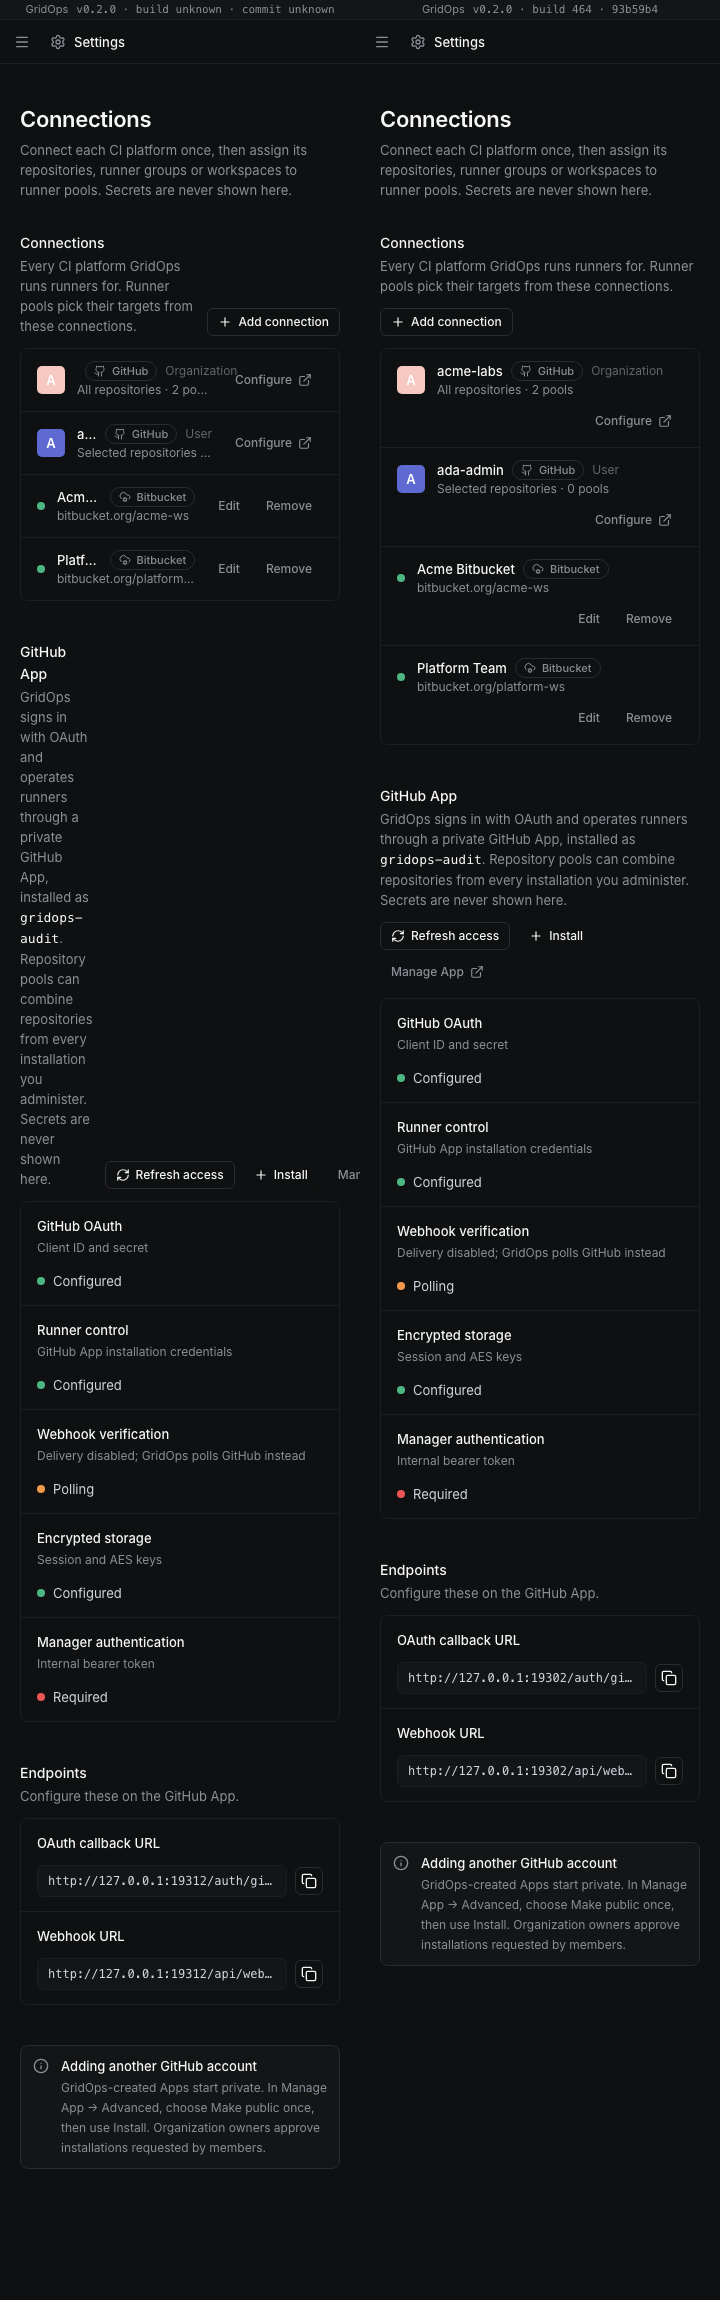 GridOps v0.2.0 · build unknown · commit unknown
Settings
Connections
Connect each CI platform once, then assign its
repositories, runner groups or workspaces to
runner pools. Secrets are never shown here.
Connections
Every CI platform GridOps
runs runners for. Runner
pools pick their targets from
these connections.
Add connection
A
GitHub
Organization
All repositories · 2 po...
Configure
A
a...
GitHub
User
Selected repositories ...
Configure
Acm...
Bitbucket
bitbucket.org/acme-ws
Edit
Remove
Platf...
Bitbucket
bitbucket.org/platform...
Edit
Remove
GitHub
App
GridOps
signs in
with OAuth
and
operates
runners
through a
private
GitHub
App,
installed as
gridops-
audit.
Repository
pools can
combine
repositories
from every
installation
you
administer.
Secrets are
never
shown
here.
Refresh access
Install
Mar
GitHub OAuth
Client ID and secret
Configured
Runner control
GitHub App installation credentials
Configured
Webhook verification
Delivery disabled; GridOps polls GitHub instead
Polling
Encrypted storage
Session and AES keys
Configured
Manager authentication
Internal bearer token
Required
Endpoints
Configure these on the GitHub App.
OAuth callback URL
http://127.0.0.1:19312/auth/gi...
Webhook URL
http://127.0.0.1:19312/api/web...
Adding another GitHub account
GridOps-created Apps start private. In Manage
App → Advanced, choose Make public once,
then use Install. Organization owners approve
installations requested by members.
GridOps v0.2.0 · build 464 · 93b59b4
Settings
Connections
Connect each CI platform once, then assign its
repositories, runner groups or workspaces to
runner pools. Secrets are never shown here.
Connections
Every CI platform GridOps runs runners for. Runner
pools pick their targets from these connections.
Add connection
A
acme-labs
GitHub
Organization
All repositories · 2 pools
Configure
A
ada-admin
GitHub
User
Selected repositories · 0 pools
Configure
Acme Bitbucket
Bitbucket
bitbucket.org/acme-ws
Edit
Remove
Platform Team
Bitbucket
bitbucket.org/platform-ws
Edit
Remove
GitHub App
GridOps signs in with OAuth and operates runners
through a private GitHub App, installed as
gridops-audit. Repository pools can combine
repositories from every installation you administer.
Secrets are never shown here.
Refresh access
Install
Manage App
GitHub OAuth
Client ID and secret
Configured
Runner control
GitHub App installation credentials
Configured
Webhook verification
Delivery disabled; GridOps polls GitHub instead
Polling
Encrypted storage
Session and AES keys
Configured
Manager authentication
Internal bearer token
Required
Endpoints
Configure these on the GitHub App.
OAuth callback URL
http://127.0.0.1:19302/auth/gi...
Webhook URL
http://127.0.0.1:19302/api/web...
Adding another GitHub account
GridOps-created Apps start private. In Manage
App → Advanced, choose Make public once,
then use Install. Organization owners approve
installations requested by members.